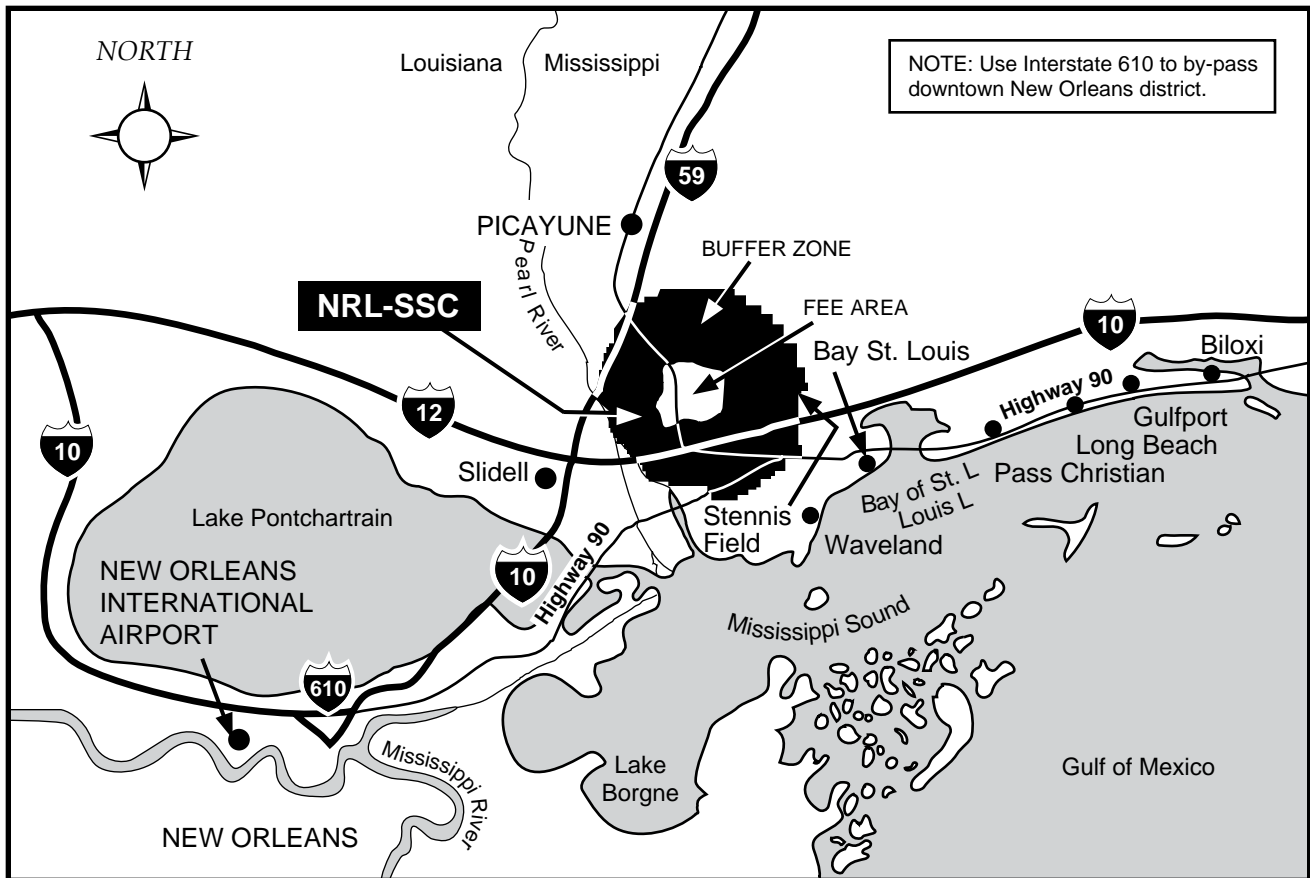 NORTH
Louisiana
Mississippi
NOTE: Use Interstate 610 to by-pass
downtown New Orleans district.
59
PICAYUNE
Pearl River
BUFFER ZONE
NRL-SSC
FEE AREA
10
Bay St. Louis
Biloxi
12
Highway 90
10
Gulfport
Long Beach
Slidell
Pass Christian
Bay of St. L
Louis L
Lake Pontchartrain
Stennis
Field
Waveland
10
Highway 90
NEW ORLEANS
INTERNATIONAL
AIRPORT
Mississippi Sound
610
Mississippi River
Lake
Borgne
Gulf of Mexico
NEW ORLEANS